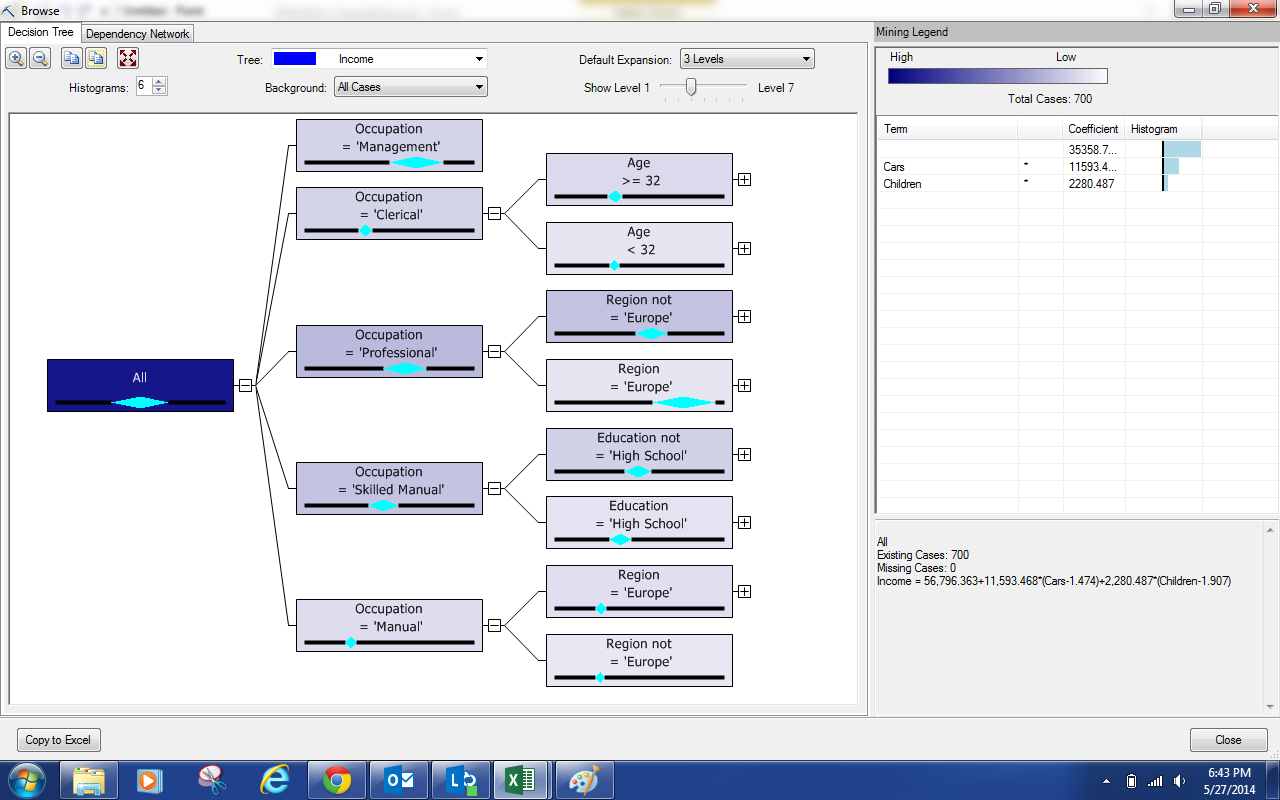 Browse
Decision Tree
Dependency Network
Tree:
Income
Default Expansion:
3 Levels
Histograms:
6
Background:
All Cases
Show Level 1
Level 7
All
Occupation
= 'Management'
Occupation
= 'Clerical'
Occupation
= 'Professional'
Occupation
= 'Skilled Manual'
Occupation
= 'Manual'
Age
>= 32
Age
< 32
Region not
= 'Europe'
Region
= 'Europe'
Education not
= 'High School'
Education
= 'High School'
Region
= 'Europe'
Region not
= 'Europe'
Mining Legend
High
Low
Total Cases: 700
Term Coefficient Histogram
35358.7...
Cars * 11593.4...
Children * 2280.487
All
Existing Cases: 700
Missing Cases: 0
Income = 56,796.363+11,593.468*(Cars-1.474)+2,280.487*(Children-1.907)
Copy to Excel
Close
6:43 PM
5/27/2014